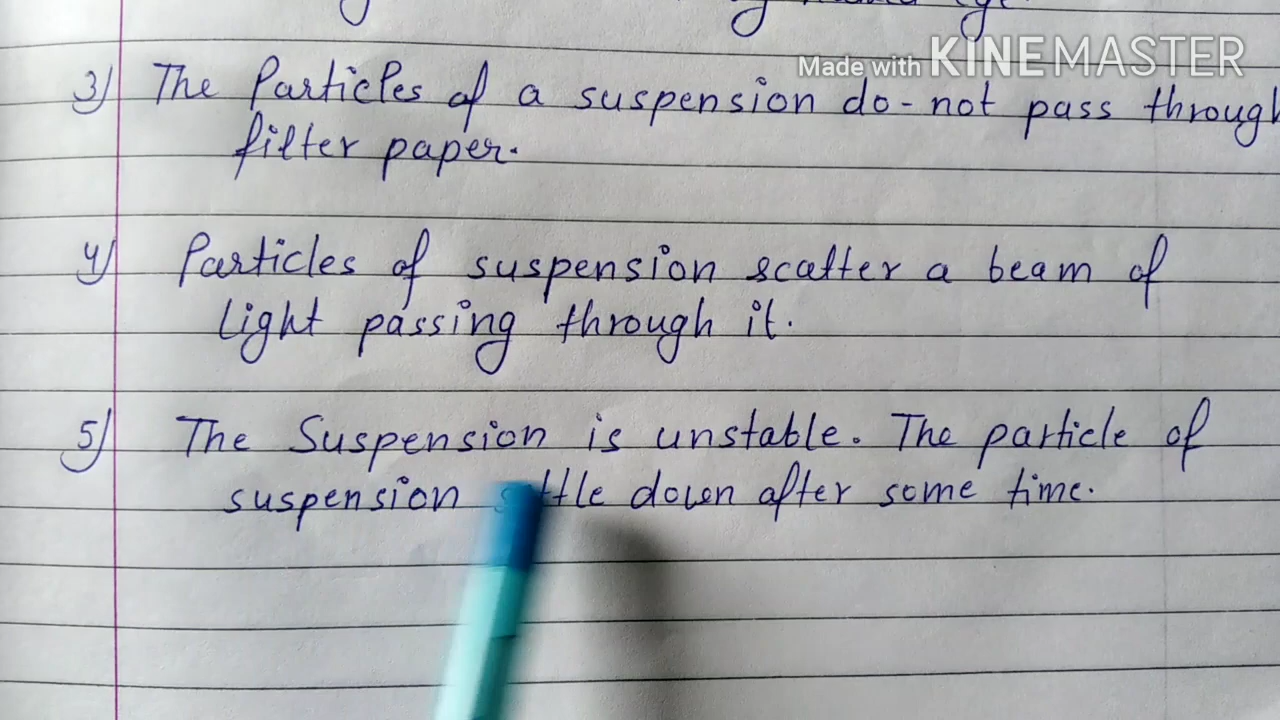 Made with KINEMASTER
3) The Particles of a suspension do-not pass through
filter paper.
4) Particles of suspension scatter a beam of
light passing through it.
5) The Suspension is unstable. The particle of
suspension settle down after some time.